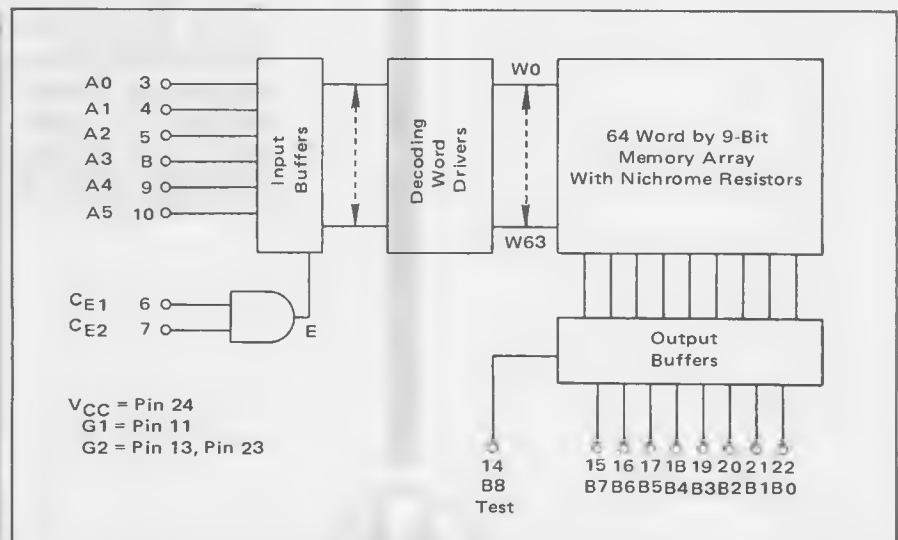 A0 3
A1 4
A2 5
A3 B
A4 9
A5 10
Input Buffers
Decoding Word Drivers
W0
W63
64 Word by 9-Bit
Memory Array
With Nichrome Resistors
CE1 6
CE2 7
E
Output
Buffers
VCC = Pin 24
G1 = Pin 11
G2 = Pin 13, Pin 23
14
B8
Test
15 16 17 18 19 20 21 22
B7 B6 B5 B4 B3 B2 B1 B0